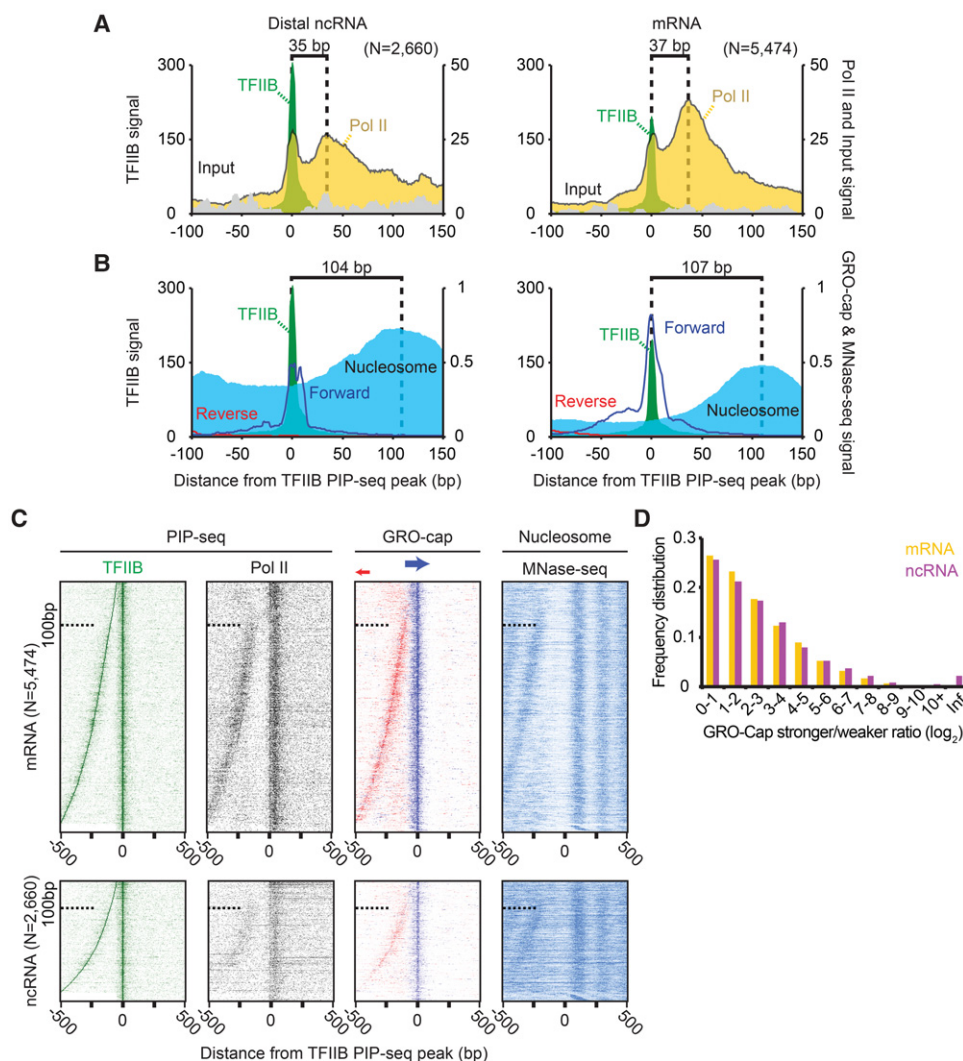 A
Distal ncRNA
mRNA
35 bp
(N=2,660)
37 bp
(N=5,474)
300
150
0
TFIIB signal
TFIIB
Pol II
Input
50
25
0
-100 -50 0 50 100 150
300
150
0
TFIIB
Pol II
Input
50
25
0
Pol II and Input signal
-100 -50 0 50 100 150
B
104 bp
107 bp
300
150
0
TFIIB signal
TFIIB
Nucleosome
Forward
Reverse
1
0.5
0
-100 -50 0 50 100 150
Distance from TFIIB PIP-seq peak (bp)
300
150
0
TFIIB
Forward
Nucleosome
Reverse
1
0.5
0
GRO-cap & MNase-seq signal
-100 -50 0 50 100 150
Distance from TFIIB PIP-seq peak (bp)
C
PIP-seq
GRO-cap
Nucleosome
TFIIB
Pol II
MNase-seq
100bp
mRNA (N=5,474)
-500 0 500
-500 0 500
-500 0 500
-500 0 500
100bp
ncRNA (N=2,660)
-500 0 500
-500 0 500
-500 0 500
-500 0 500
Distance from TFIIB PIP-seq peak (bp)
D
0.3
0.2
0.1
0
Frequency distribution
mRNA
ncRNA
0-1 1-2 2-3 3-4 4-5 5-6 6-7 7-8 8-9 9-10 10+ Inf
GRO-Cap stronger/weaker ratio (log2)